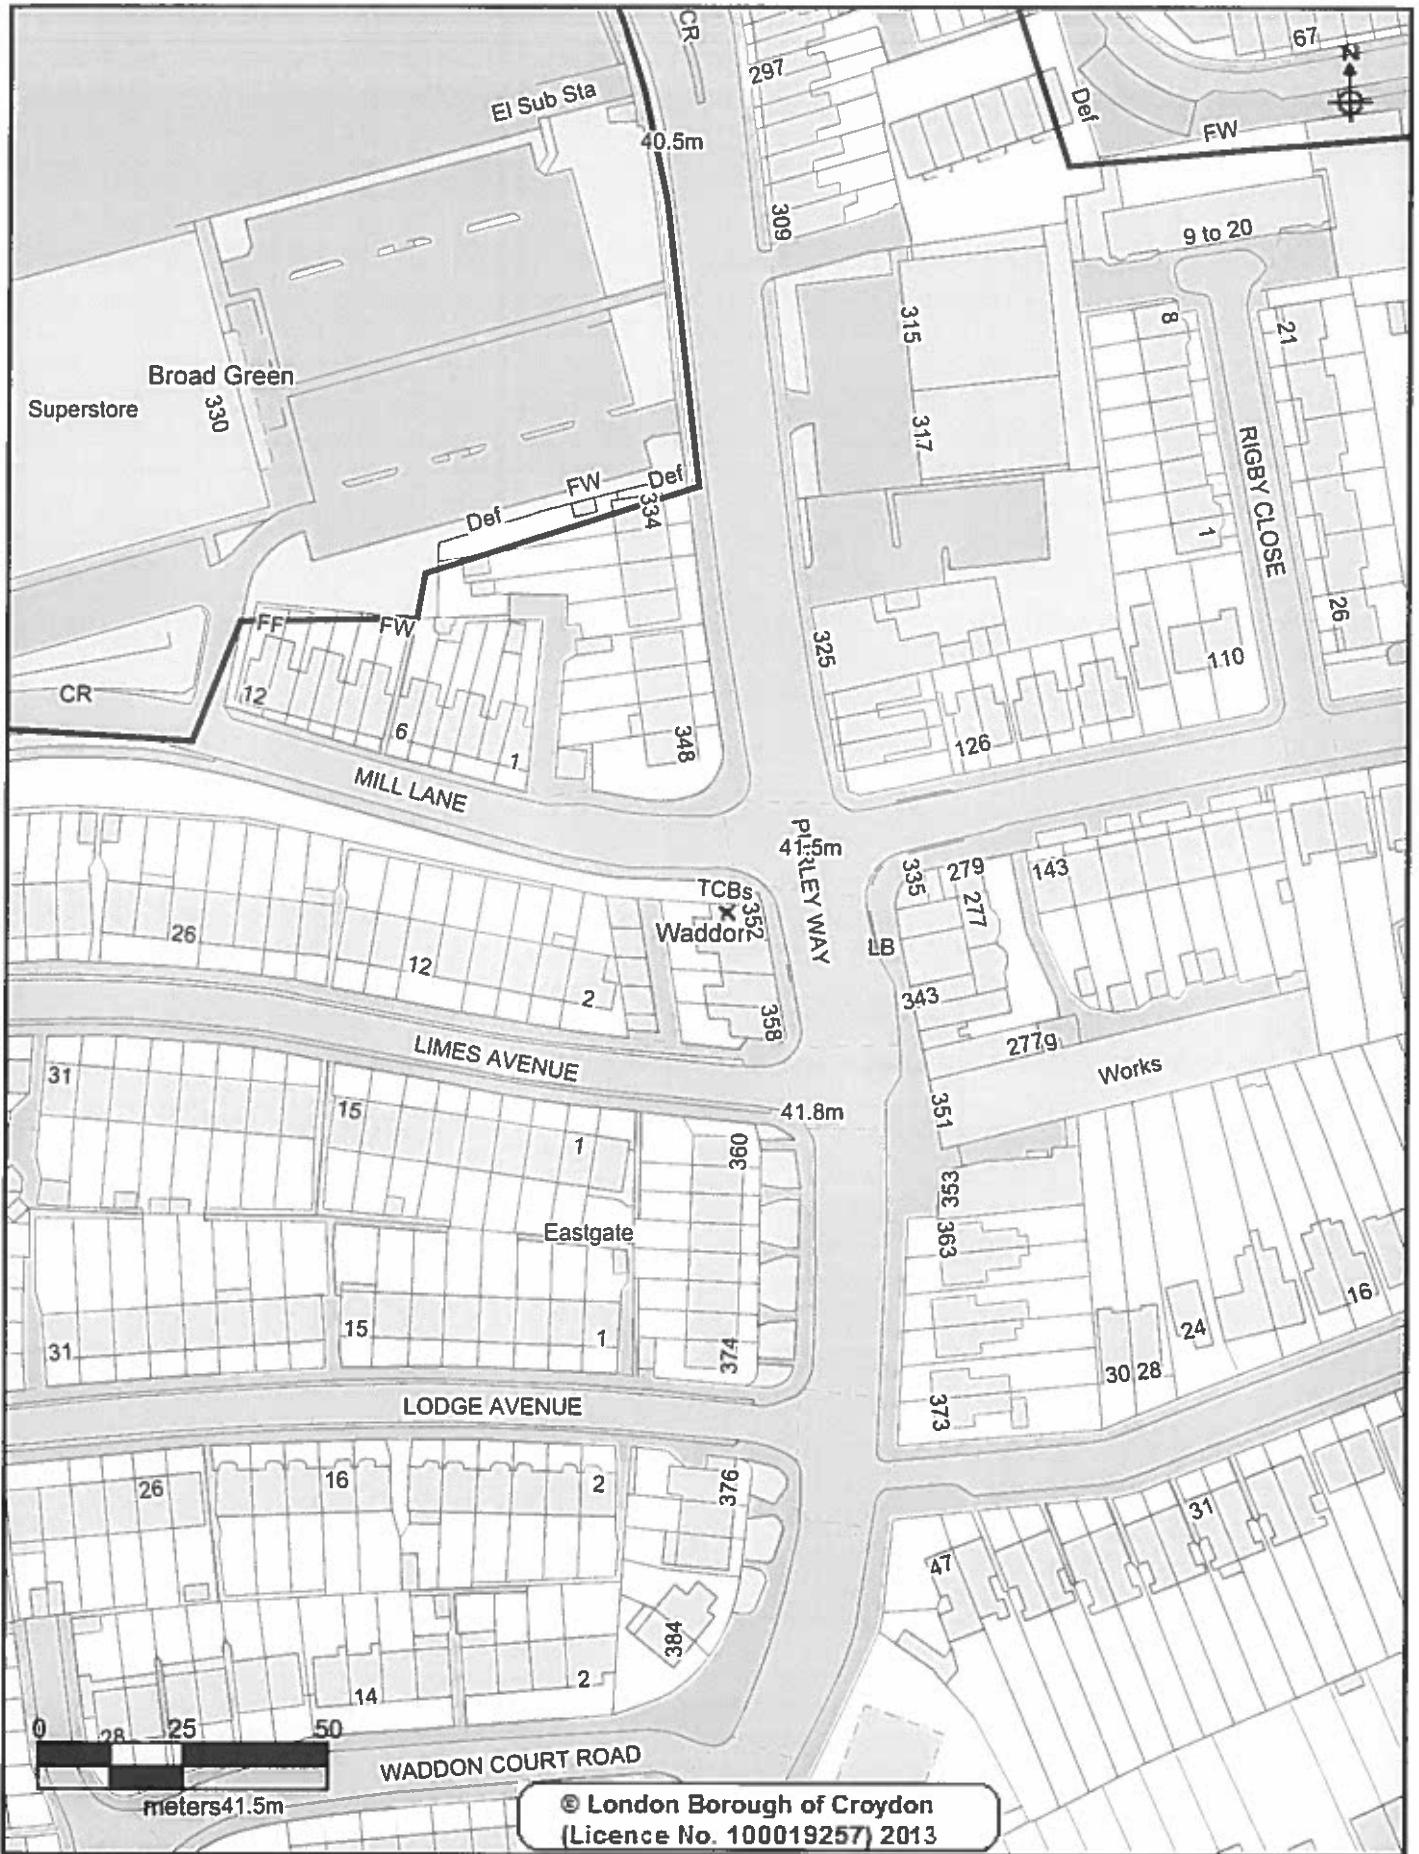 CR
297
67
N
El Sub Sta
Def
40.5m
FW
309
9 to 20
315
8
21
Broad Green
330
Superstore
317
RIGBY CLOSE
FW
Def
334
Def
1
26
FF
FW
325
110
CR
12
6
1
348
126
MILL LANE
PURLEY WAY
41.5m
335
279
143
277
TCBs
352
Waddon
LB
26
12
2
343
358
277g
Works
LIMES AVENUE
31
15
1
41.8m
351
360
353
363
Eastgate
16
24
31
15
1
374
30
28
373
LODGE AVENUE
26
16
2
376
31
47
384
14
2
28
0
25
50
WADDON COURT ROAD
meters41.5m
© London Borough of Croydon
(Licence No. 100019257) 2013